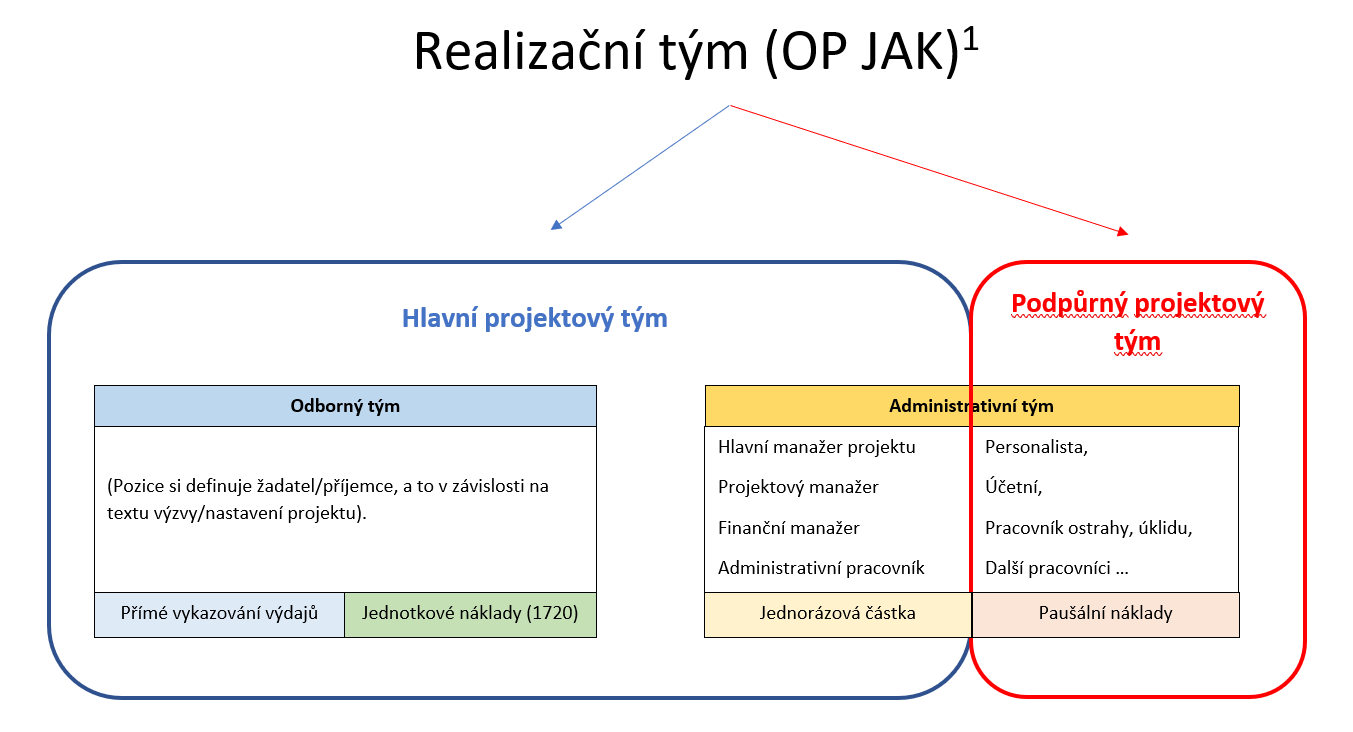 Realizační tým (OP JAK)1
Hlavní projektový tým
Podpůrný projektový
tým
Odborný tým
(Pozice si definuje žadatel/příjemce, a to v závislosti na
textu výzvy/nastavení projektu).
Přímé vykazování výdajů
Jednotkové náklady (1720)
Administrativní tým
Hlavní manažer projektu
Projektový manažer
Finanční manažer
Administrativní pracovník
Personalista,
Účetní,
Pracovník ostrahy, úklidu,
Další pracovníci ...
Jednorázová částka
Paušální náklady